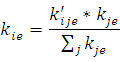 k_{ie} = \frac{k'_{ije} * k_{je}}{\sum_j k_{je}}